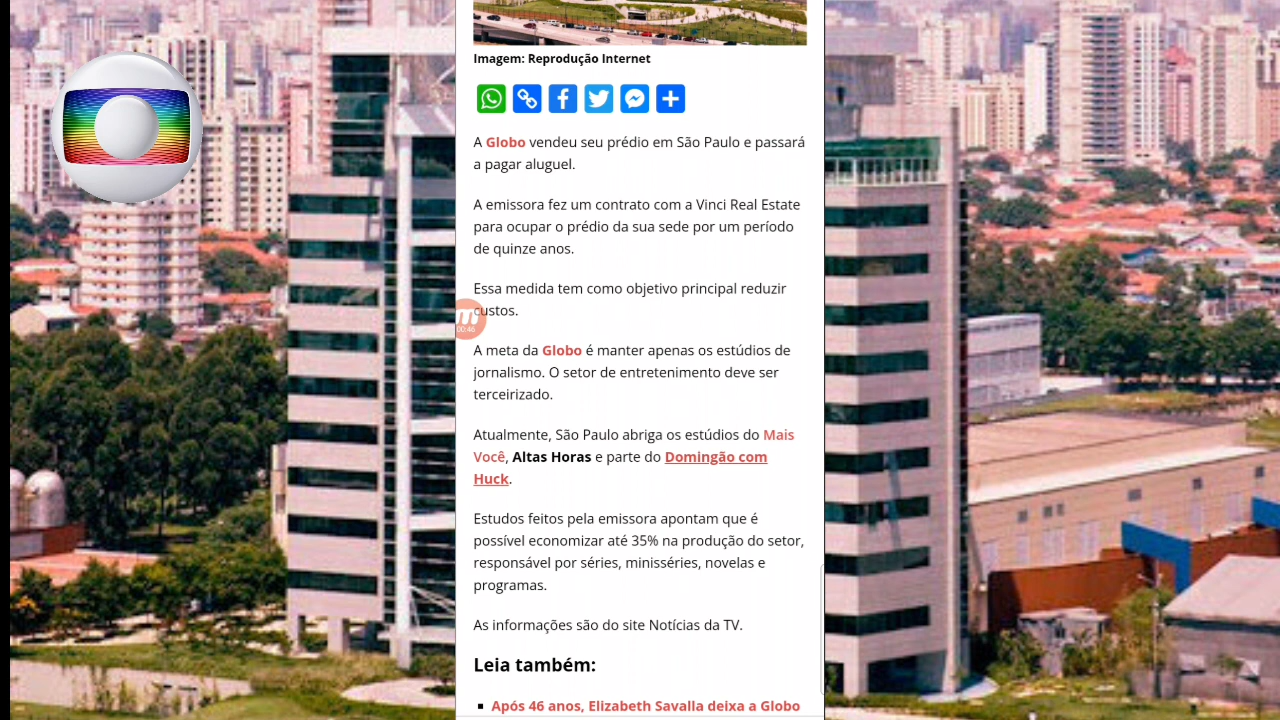 Imagem: Reprodução Internet
A Globo vendeu seu prédio em São Paulo e passará
a pagar aluguel.
A emissora fez um contrato com a Vinci Real Estate
para ocupar o prédio da sua sede por um período
de quinze anos.
Essa medida tem como objetivo principal reduzir
custos.
00:46
A meta da Globo é manter apenas os estúdios de
jornalismo. O setor de entretenimento deve ser
terceirizado.
Atualmente, São Paulo abriga os estúdios do Mais
Você, Altas Horas e parte do Domingão com
Huck.
Estudos feitos pela emissora apontam que é
possível economizar até 35% na produção do setor,
responsável por séries, minisséries, novelas e
programas.
As informações são do site Notícias da TV.
Leia também:
Após 46 anos, Elizabeth Savalla deixa a Globo